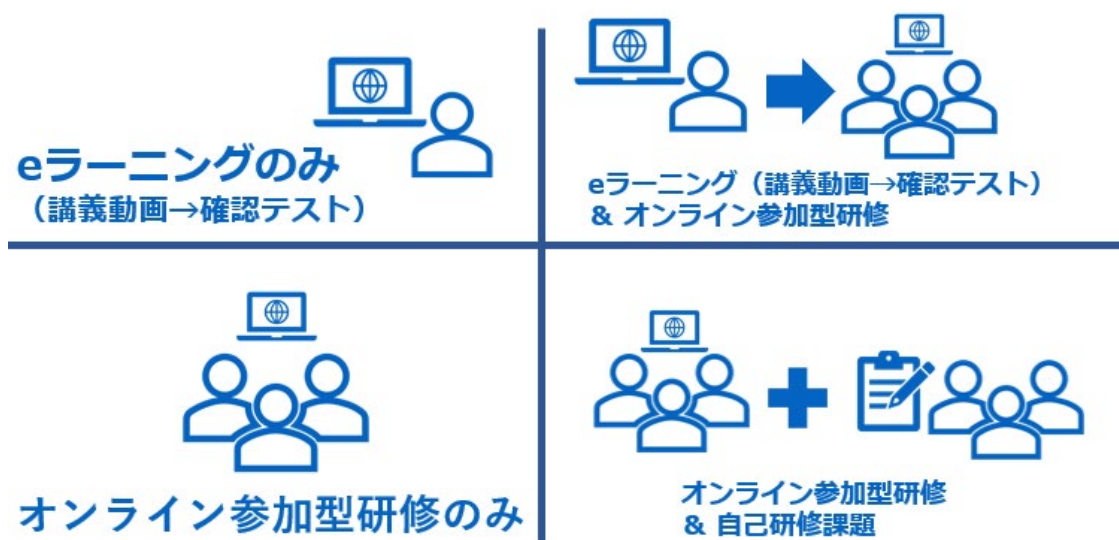 eラーニングのみ
（講義動画→確認テスト）
eラーニング（講義動画→確認テスト）
& オンライン参加型研修
オンライン参加型研修のみ
オンライン参加型研修
& 自己研修課題